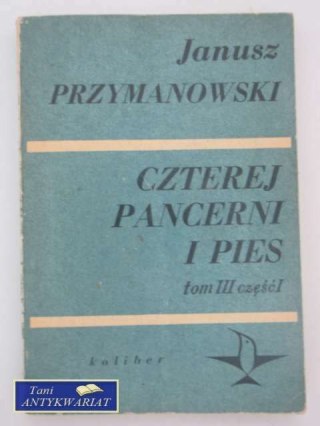 Janusz
PRZYMANOWSKI
CZTEREJ
PANCERNI
I PIES
tom III część I
koliber
Tani
ANTYKWARIAT